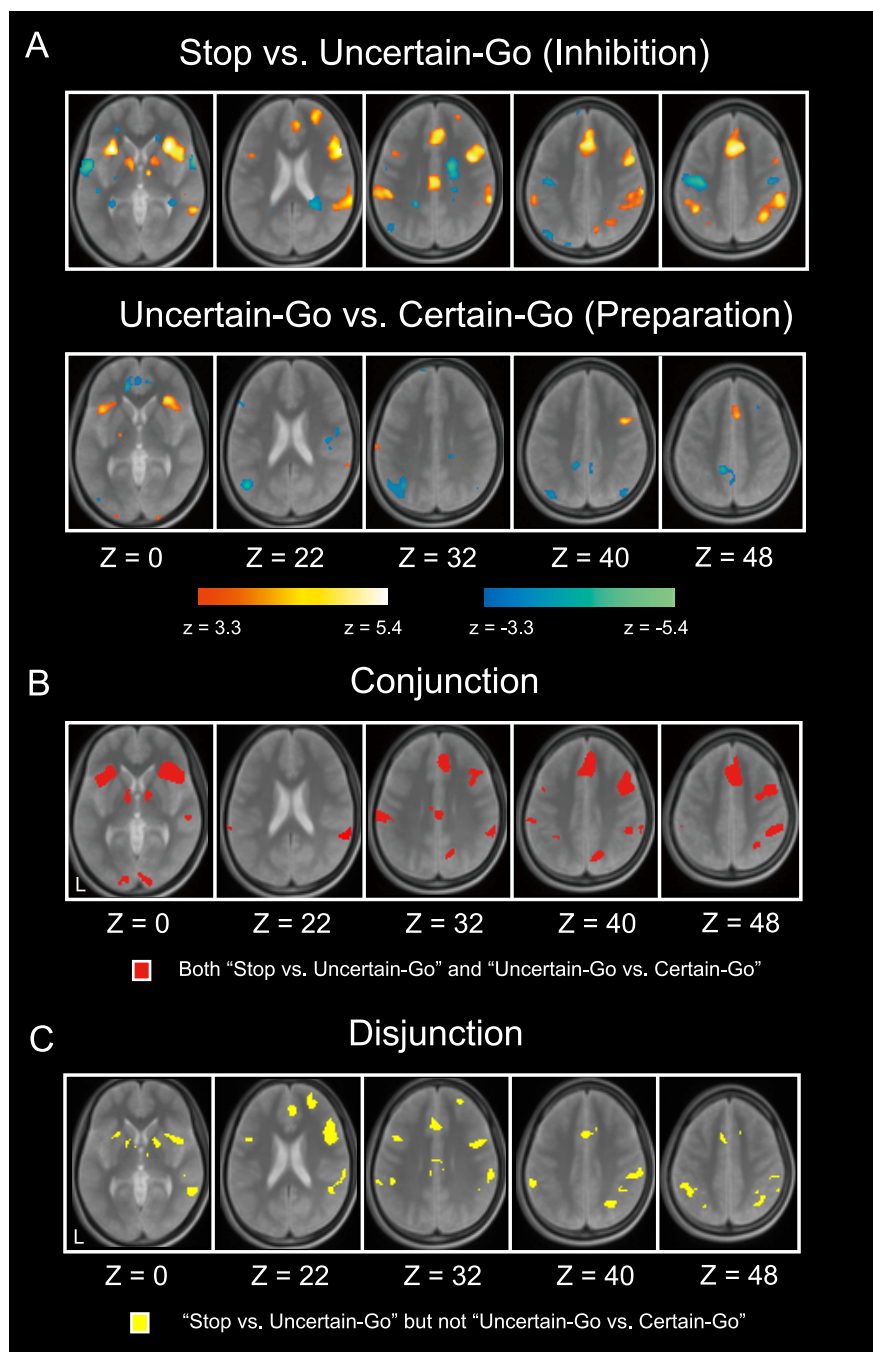 A
Stop vs. Uncertain-Go (Inhibition)
Uncertain-Go vs. Certain-Go (Preparation)
Z = 0 Z = 22 Z = 32 Z = 40 Z = 48
z = 3.3 z = 5.4 z = -3.3 z = -5.4
B
Conjunction
L
Z = 0 Z = 22 Z = 32 Z = 40 Z = 48
Both “Stop vs. Uncertain-Go” and “Uncertain-Go vs. Certain-Go”
C
Disjunction
L
Z = 0 Z = 22 Z = 32 Z = 40 Z = 48
“Stop vs. Uncertain-Go” but not “Uncertain-Go vs. Certain-Go”